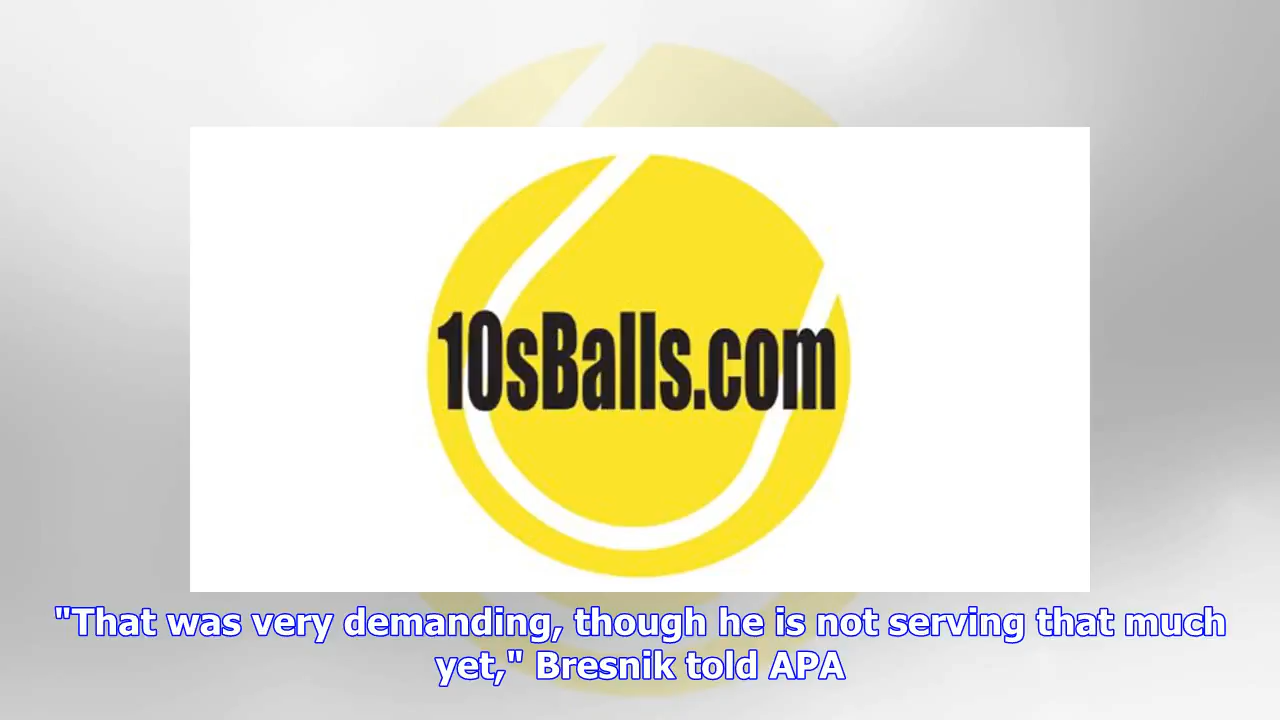 10sBalls.com
"That was very demanding, though he is not serving that much
yet," Bresnik told APA